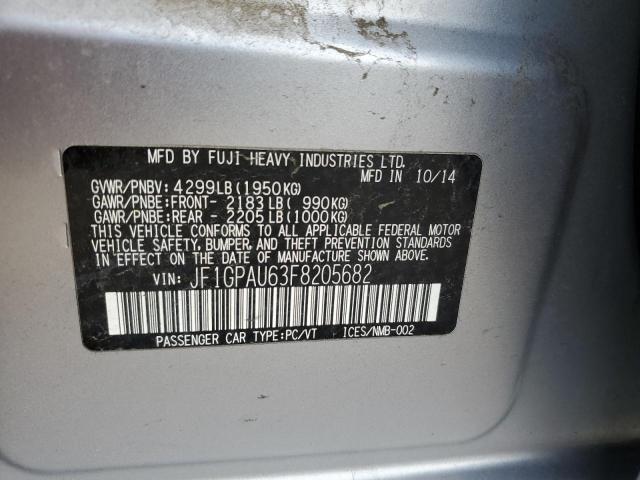 MFD BY FUJI HEAVY INDUSTRIES LTD.
MFD IN 10/14
GVWR/PNBV: 4299LB(1950KG)
GAWR/PNBE:FRONT- 2183LB( 990KG)
GAWR/PNBE:REAR - 2205LB(1000KG)
THIS VEHICLE CONFORMS TO ALL APPLICABLE FEDERAL MOTOR
VEHICLE SAFETY, BUMPER, AND THEFT PREVENTION STANDARDS
IN EFFECT ON THE DATE OF MANUFACTURE SHOWN ABOVE.
VIN: JF1GPAU63F8205682
PASSENGER CAR TYPE:PC/VT ICES/NMB-002